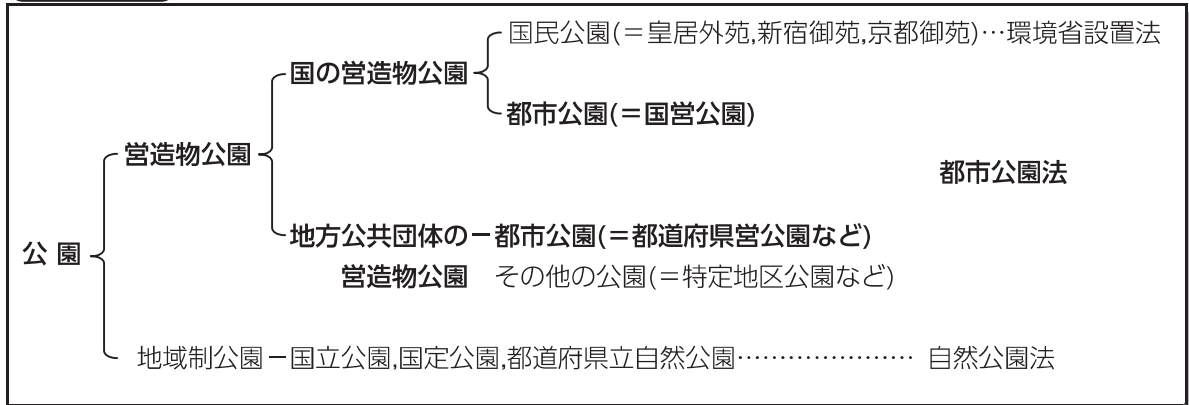 国民公園(＝皇居外苑,新宿御苑,京都御苑)…環境省設置法
国の営造物公園
都市公園(＝国営公園)
営造物公園
都市公園法
地方公共団体の－都市公園(＝都道府県営公園など)
公 園
営造物公園　その他の公園(＝特定地区公園など)
地域制公園－国立公園,国定公園,都道府県立自然公園………………… 自然公園法